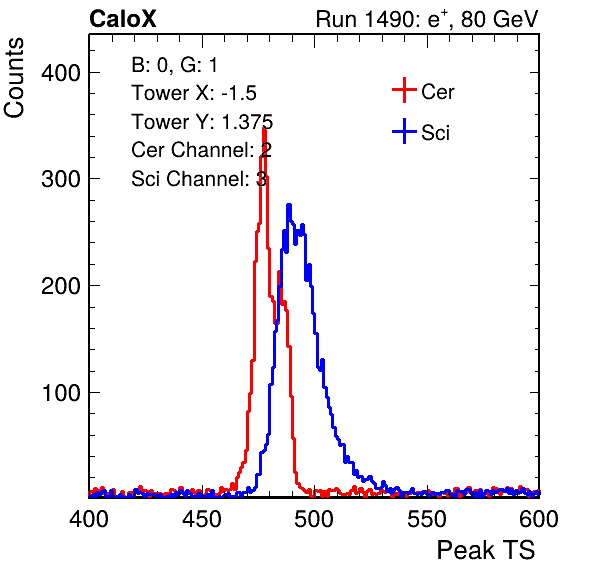 CaloX Run 1490: e⁺, 80 GeV
Counts
B: 0, G: 1
Tower X: -1.5
Tower Y: 1.375
Cer Channel: 2
Sci Channel: 3
Cer
Sci
400
300
200
100
400 450 500 550 600
Peak TS